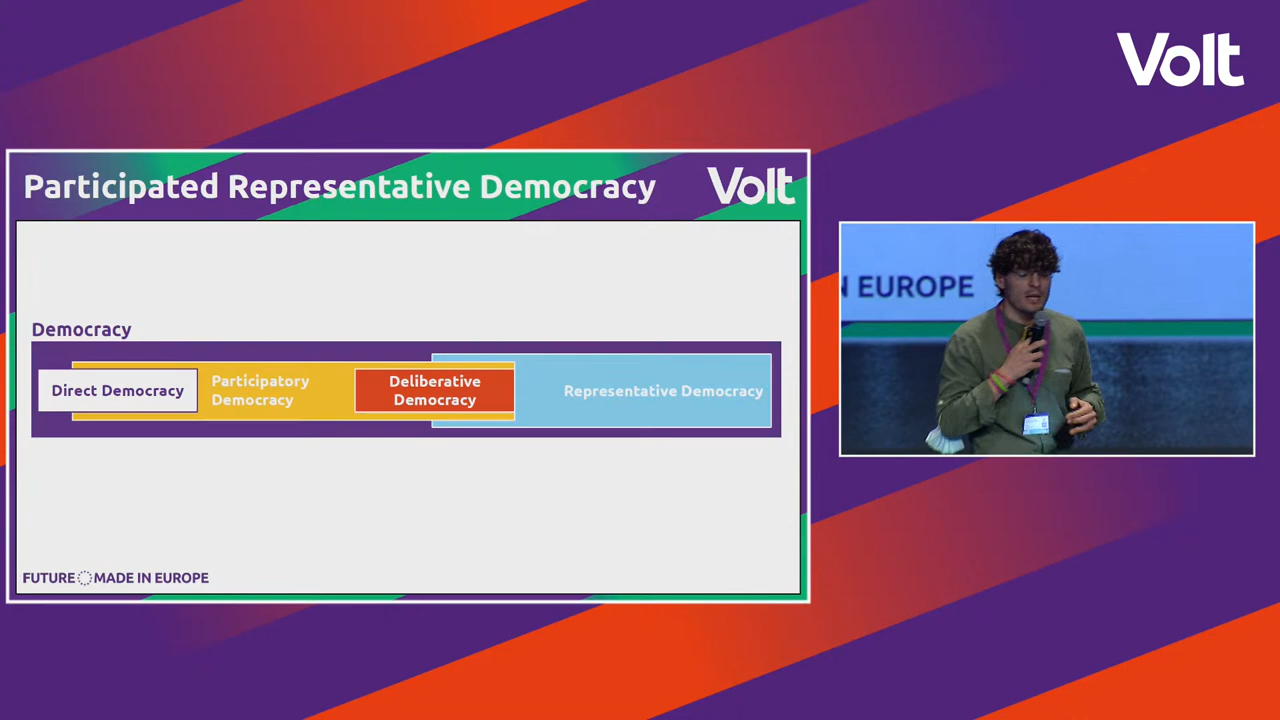 Volt
Participated Representative Democracy
Volt
Democracy
Direct Democracy
Participatory
Democracy
Deliberative
Democracy
Representative Democracy
FUTURE MADE IN EUROPE
N EUROPE